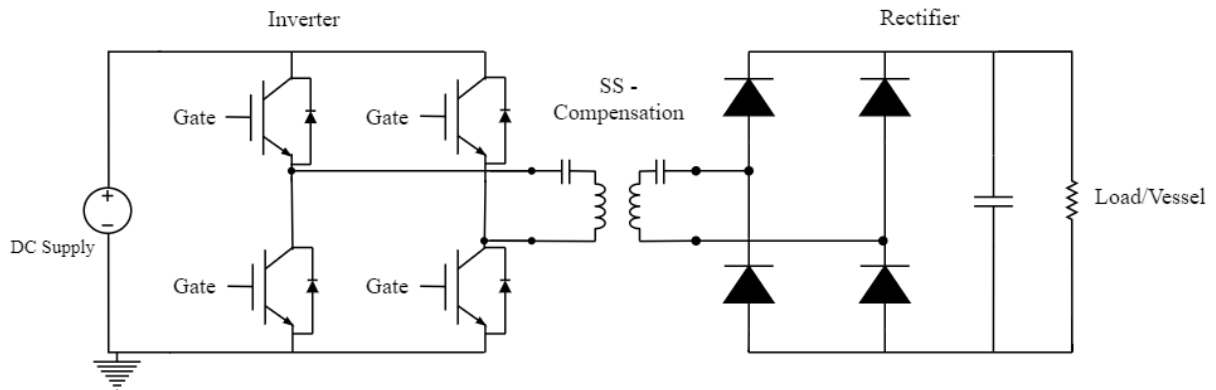 Inverter
Rectifier
SS -
Compensation
Gate
Gate
+
−
DC Supply
Load/Vessel
Gate
Gate